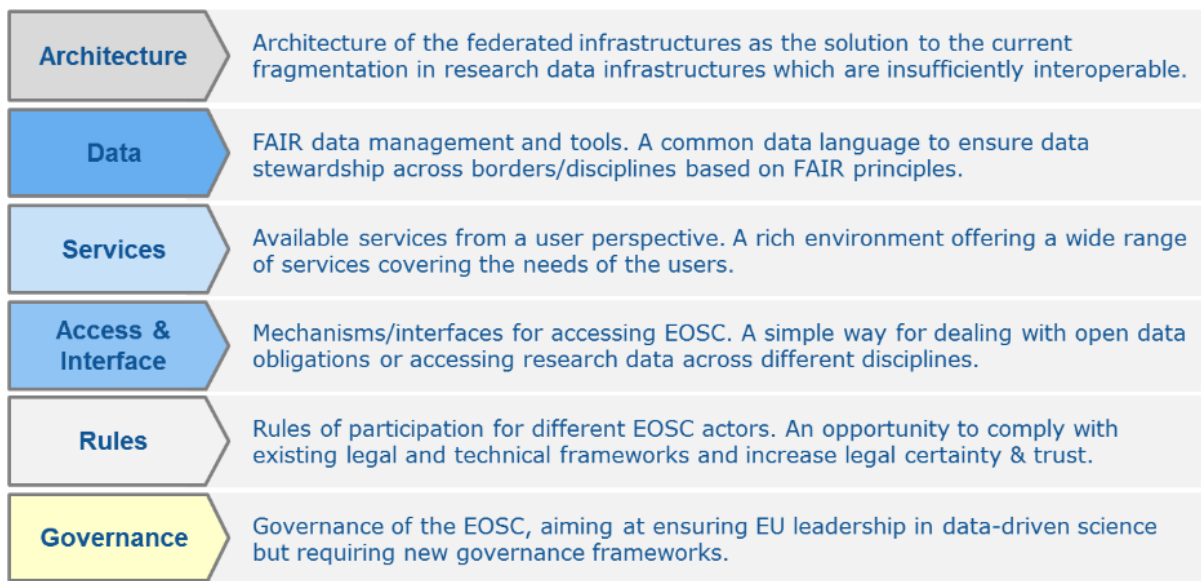 Architecture
Architecture of the federated infrastructures as the solution to the current
fragmentation in research data infrastructures which are insufficiently interoperable.
Data
FAIR data management and tools. A common data language to ensure data
stewardship across borders/disciplines based on FAIR principles.
Services
Available services from a user perspective. A rich environment offering a wide range
of services covering the needs of the users.
Access &
Interface
Mechanisms/interfaces for accessing EOSC. A simple way for dealing with open data
obligations or accessing research data across different disciplines.
Rules
Rules of participation for different EOSC actors. An opportunity to comply with
existing legal and technical frameworks and increase legal certainty & trust.
Governance
Governance of the EOSC, aiming at ensuring EU leadership in data-driven science
but requiring new governance frameworks.